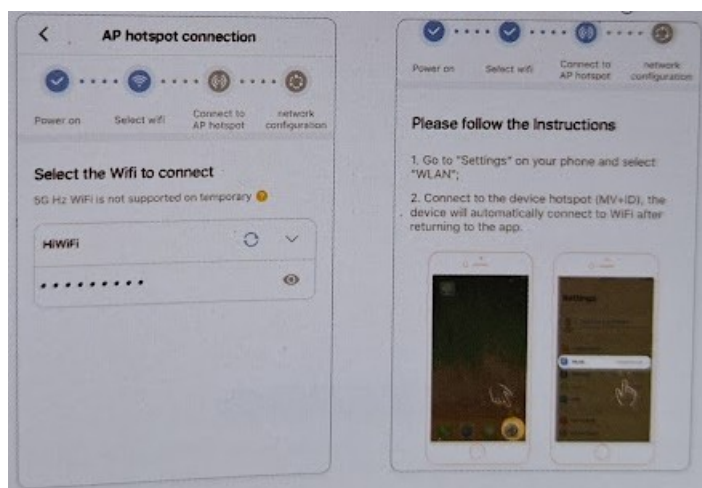 AP hotspot connection
Power on
Select wifi
Connect to
AP hotspot
network
configuration
Select the Wifi to connect
5G Hz WiFi is not supported on temporary
HiWiFi
Power on
Select wifi
Connect to
AP hotspot
network
configuration
Please follow the Instructions
1. Go to "Settings" on your phone and select
"WLAN";
2. Connect to the device hotspot (MV+ID), the
device will automatically connect to WiFi after
returning to the app.
Settings
WLAN